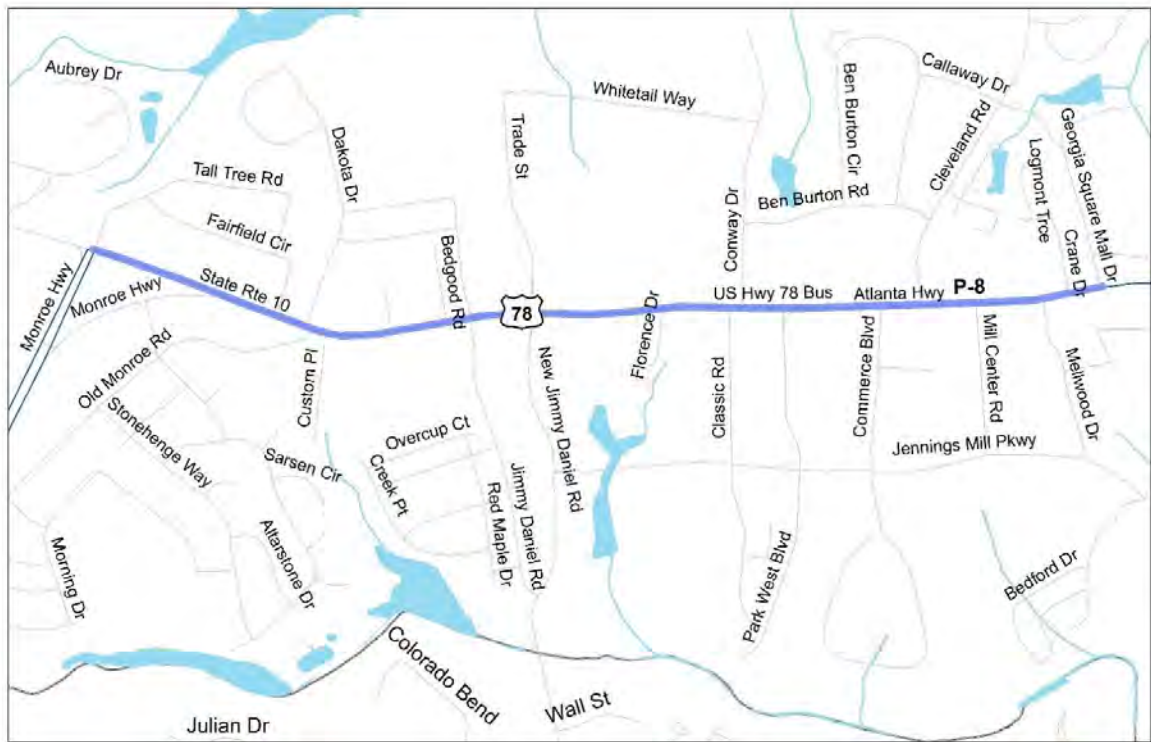 Aubrey Dr
Whitetail Way
Callaway Dr
Ben Burton Cir
Cleveland Rd
Georgia Square Mall Dr
Trade St
Dakota Dr
Tall Tree Rd
Logmont Trce
Ben Burton Rd
Fairfield Cir
Bedgood Rd
Conway Dr
Crane Dr
Monroe Hwy
Monroe Hwy
State Rte 10
78
US Hwy 78 Bus
Atlanta Hwy
P-8
Florence Dr
Old Monroe Rd
Custom Pl
New Jimmy Daniel Rd
Classic Rd
Commerce Blvd
Mill Center Rd
Mellwood Dr
Stonehenge Way
Overcup Ct
Sarsen Cir
Creek Pt
Jennings Mill Pkwy
Jimmy Daniel Rd
Red Maple Dr
Altarstone Dr
Morning Dr
Park West Blvd
Bedford Dr
Colorado Bend
Wall St
Julian Dr